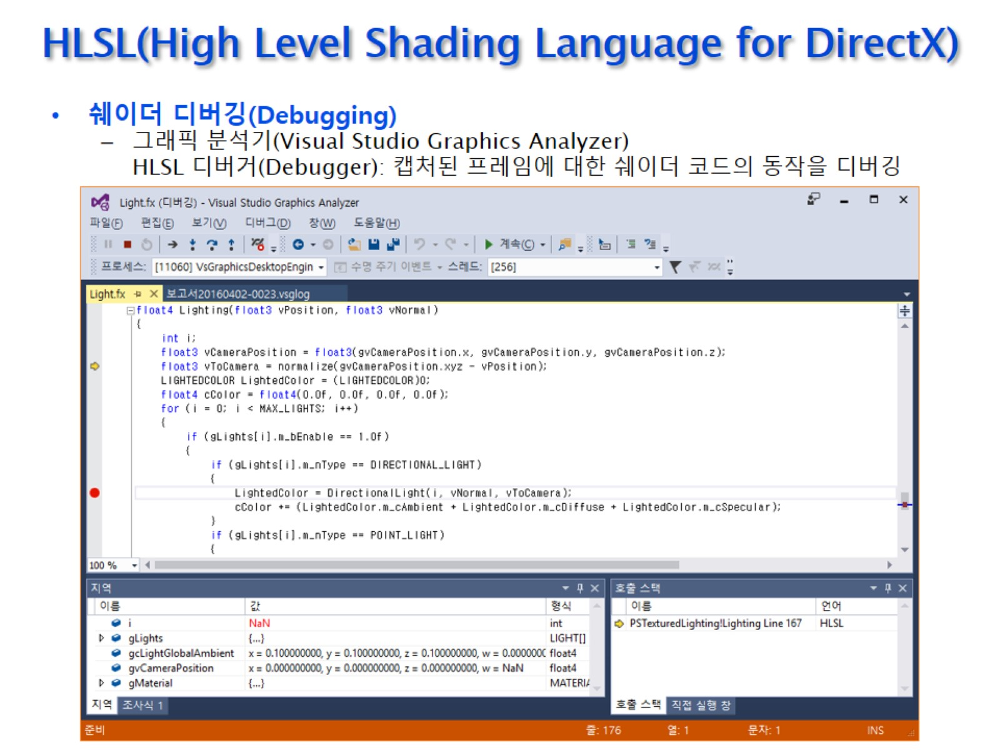 HLSL(High Level Shading Language for DirectX)
• 쉐이더 디버깅(Debugging)
– 그래픽 분석기(Visual Studio Graphics Analyzer)
HLSL 디버거(Debugger): 캡처된 프레임에 대한 쉐이더 코드의 동작을 디버깅
Light.fx (디버깅) - Visual Studio Graphics Analyzer
파일(F) 편집(E) 보기(V) 디버그(D) 창(W) 도움말(H)
계속(C)
프로세스: [11060] VsGraphicsDesktopEngin 수명 주기 이벤트 스레드: [256]
Light.fx 보고서20160402-0023.vsglog
float4 Lighting(float3 vPosition, float3 vNormal)
{
int i;
float3 vCameraPosition = float3(gvCameraPosition.x, gvCameraPosition.y, gvCameraPosition.z);
float3 vToCamera = normalize(gvCameraPosition.xyz - vPosition);
LIGHTEDCOLOR LightedColor = (LIGHTEDCOLOR)0;
float4 cColor = float4(0.0f, 0.0f, 0.0f, 0.0f);
for (i = 0; i < MAX_LIGHTS; i++)
{
if (gLights[i].m_bEnable == 1.0f)
{
if (gLights[i].m_nType == DIRECTIONAL_LIGHT)
{
LightedColor = DirectionalLight(i, vNormal, vToCamera);
cColor += (LightedColor.m_cAmbient + LightedColor.m_cDiffuse + LightedColor.m_cSpecular);
}
if (gLights[i].m_nType == POINT_LIGHT)
{
100 %
지역
이름 값 형식
i NaN int
gLights {...} LIGHT[]
gcLightGlobalAmbient x = 0.100000000, y = 0.100000000, z = 0.100000000, w = 0.0000000 float4
gvCameraPosition x = 0.000000000, y = 0.000000000, z = 0.000000000, w = NaN float4
gMaterial {...} MATERIA
지역 조사식 1
호출 스택
이름 언어
PSTexturedLighting!Lighting Line 167 HLSL
호출 스택 직접 실행 창
준비 줄: 176 열: 1 문자: 1 INS